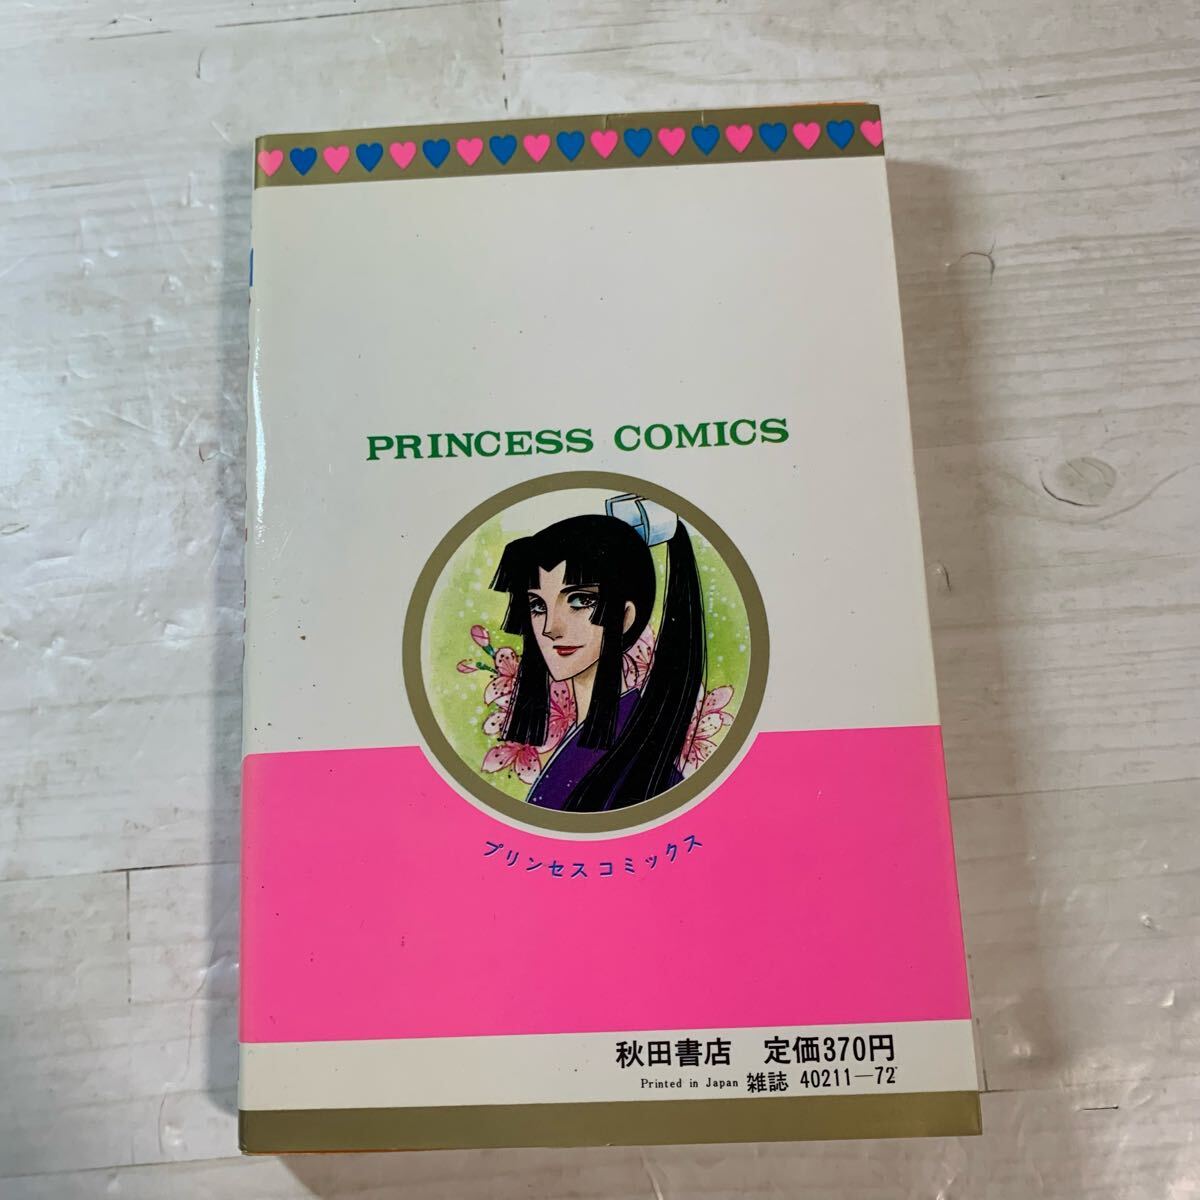 PRINCESS COMICS
プリンセスコミックス
秋田書店 定価370円
Printed in Japan 雑誌 40211—72